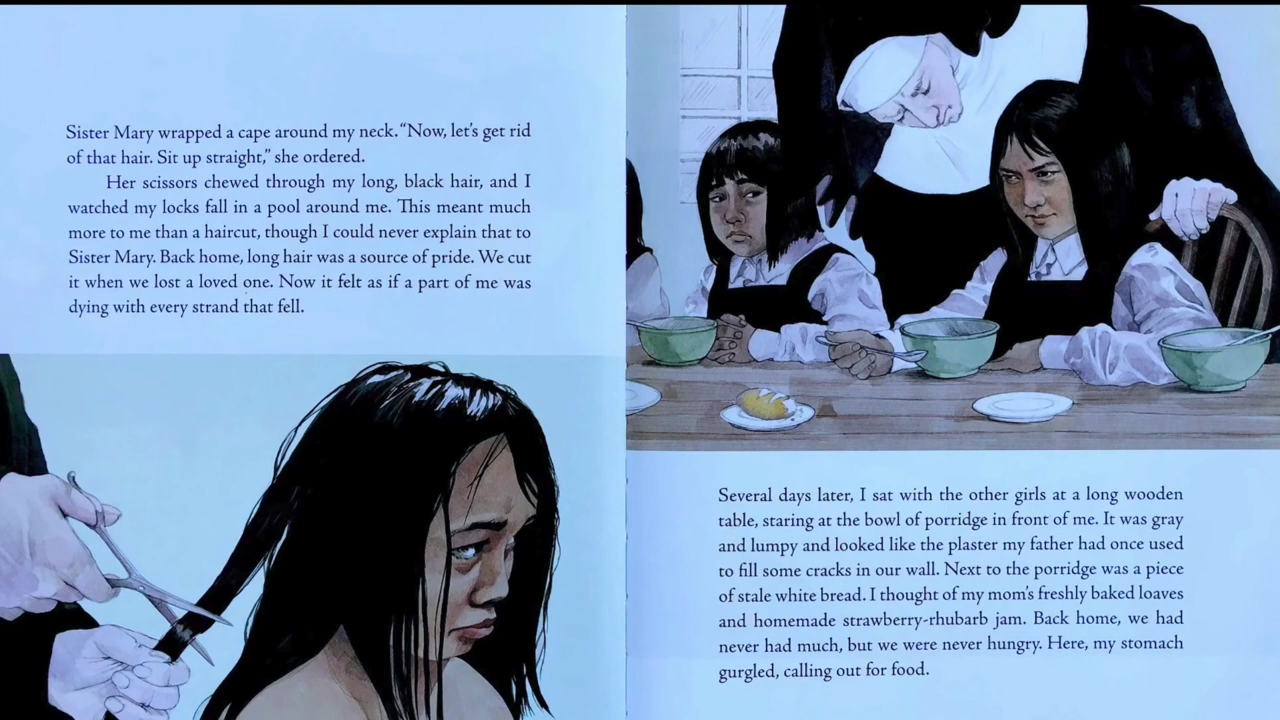 Sister Mary wrapped a cape around my neck. “Now, let’s get rid
of that hair. Sit up straight,” she ordered.
Her scissors chewed through my long, black hair, and I
watched my locks fall in a pool around me. This meant much
more to me than a haircut, though I could never explain that to
Sister Mary. Back home, long hair was a source of pride. We cut
it when we lost a loved one. Now it felt as if a part of me was
dying with every strand that fell.
Several days later, I sat with the other girls at a long wooden
table, staring at the bowl of porridge in front of me. It was gray
and lumpy and looked like the plaster my father had once used
to fill some cracks in our wall. Next to the porridge was a piece
of stale white bread. I thought of my mom’s freshly baked loaves
and homemade strawberry-rhubarb jam. Back home, we had
never had much, but we were never hungry. Here, my stomach
gurgled, calling out for food.